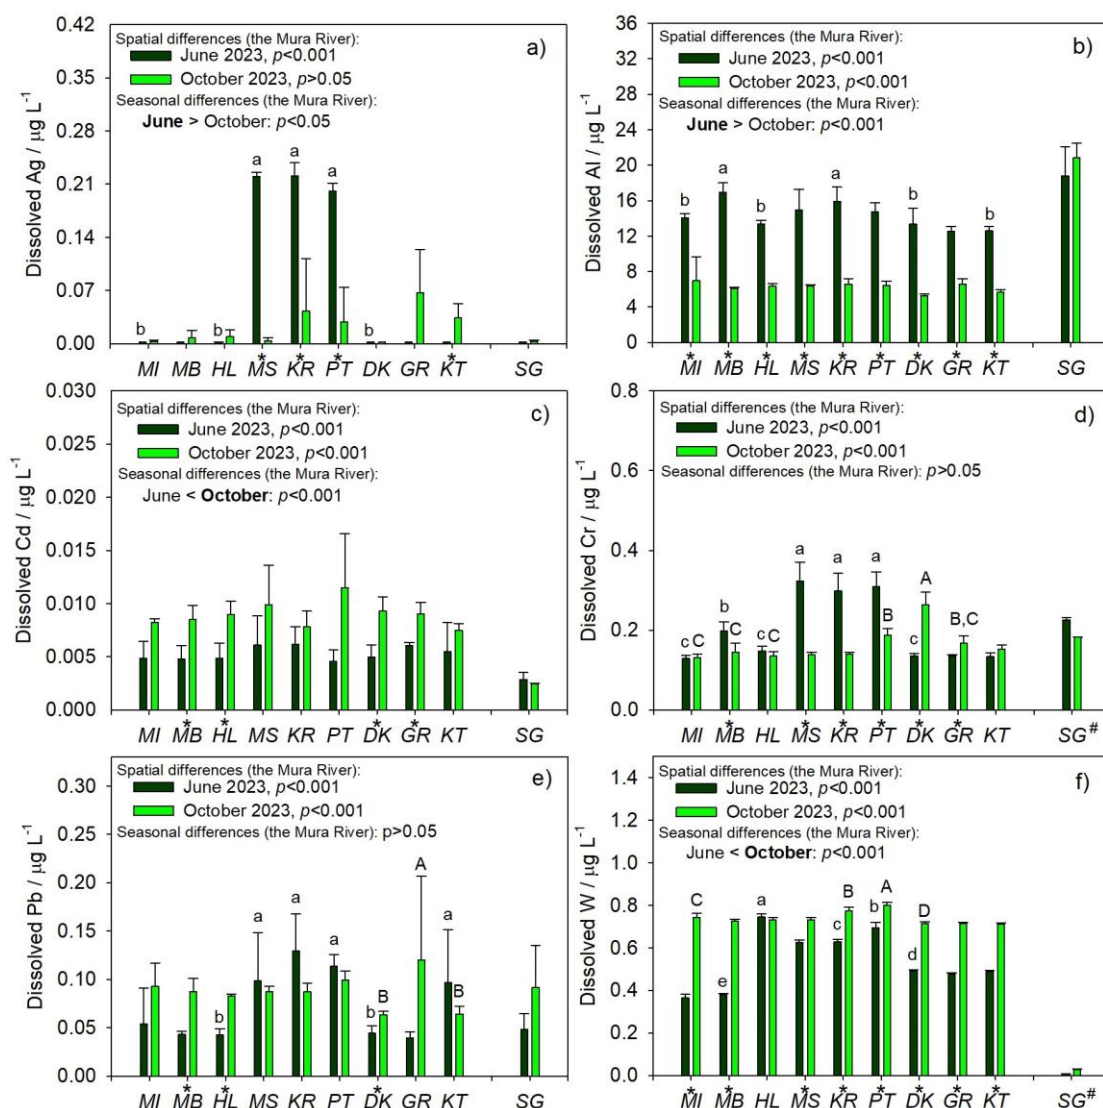 a)
Spatial differences (the Mura River):
June 2023, p<0.001
October 2023, p>0.05
Seasonal differences (the Mura River):
June > October: p<0.05
Dissolved Ag / µg L⁻¹
0.42
0.35
0.28
0.21
0.14
0.07
0.00
a a a
b b b
MI MB HL MS KR PT DK GR KT SG
* * * *
b)
Spatial differences (the Mura River):
June 2023, p<0.001
October 2023, p<0.001
Seasonal differences (the Mura River):
June > October: p<0.001
Dissolved Al / µg L⁻¹
36
32
28
24
20
16
12
8
4
0
b a b a b b
MI MB HL MS KR PT DK GR KT SG
* * * * * * * * *
c)
Spatial differences (the Mura River):
June 2023, p<0.001
October 2023, p<0.001
Seasonal differences (the Mura River):
June < October: p<0.001
Dissolved Cd / µg L⁻¹
0.030
0.025
0.020
0.015
0.010
0.005
0.000
MI MB HL MS KR PT DK GR KT SG
* * * *
d)
Spatial differences (the Mura River):
June 2023, p<0.001
October 2023, p<0.001
Seasonal differences (the Mura River): p>0.05
Dissolved Cr / µg L⁻¹
0.8
0.6
0.4
0.2
0.0
c C b C c C a a a B c A B,C
MI MB HL MS KR PT DK GR KT SG#
* * * * * *
e)
Spatial differences (the Mura River):
June 2023, p<0.001
October 2023, p<0.001
Seasonal differences (the Mura River): p>0.05
Dissolved Pb / µg L⁻¹
0.30
0.25
0.20
0.15
0.10
0.05
0.00
b a a a b B A a B
MI MB HL MS KR PT DK GR KT SG
* * *
f)
Spatial differences (the Mura River):
June 2023, p<0.001
October 2023, p<0.001
Seasonal differences (the Mura River):
June < October: p<0.001
Dissolved W / µg L⁻¹
1.4
1.2
1.0
0.8
0.6
0.4
0.2
0.0
C e a c B b A d D
MI MB HL MS KR PT DK GR KT SG#
* * * * * * *